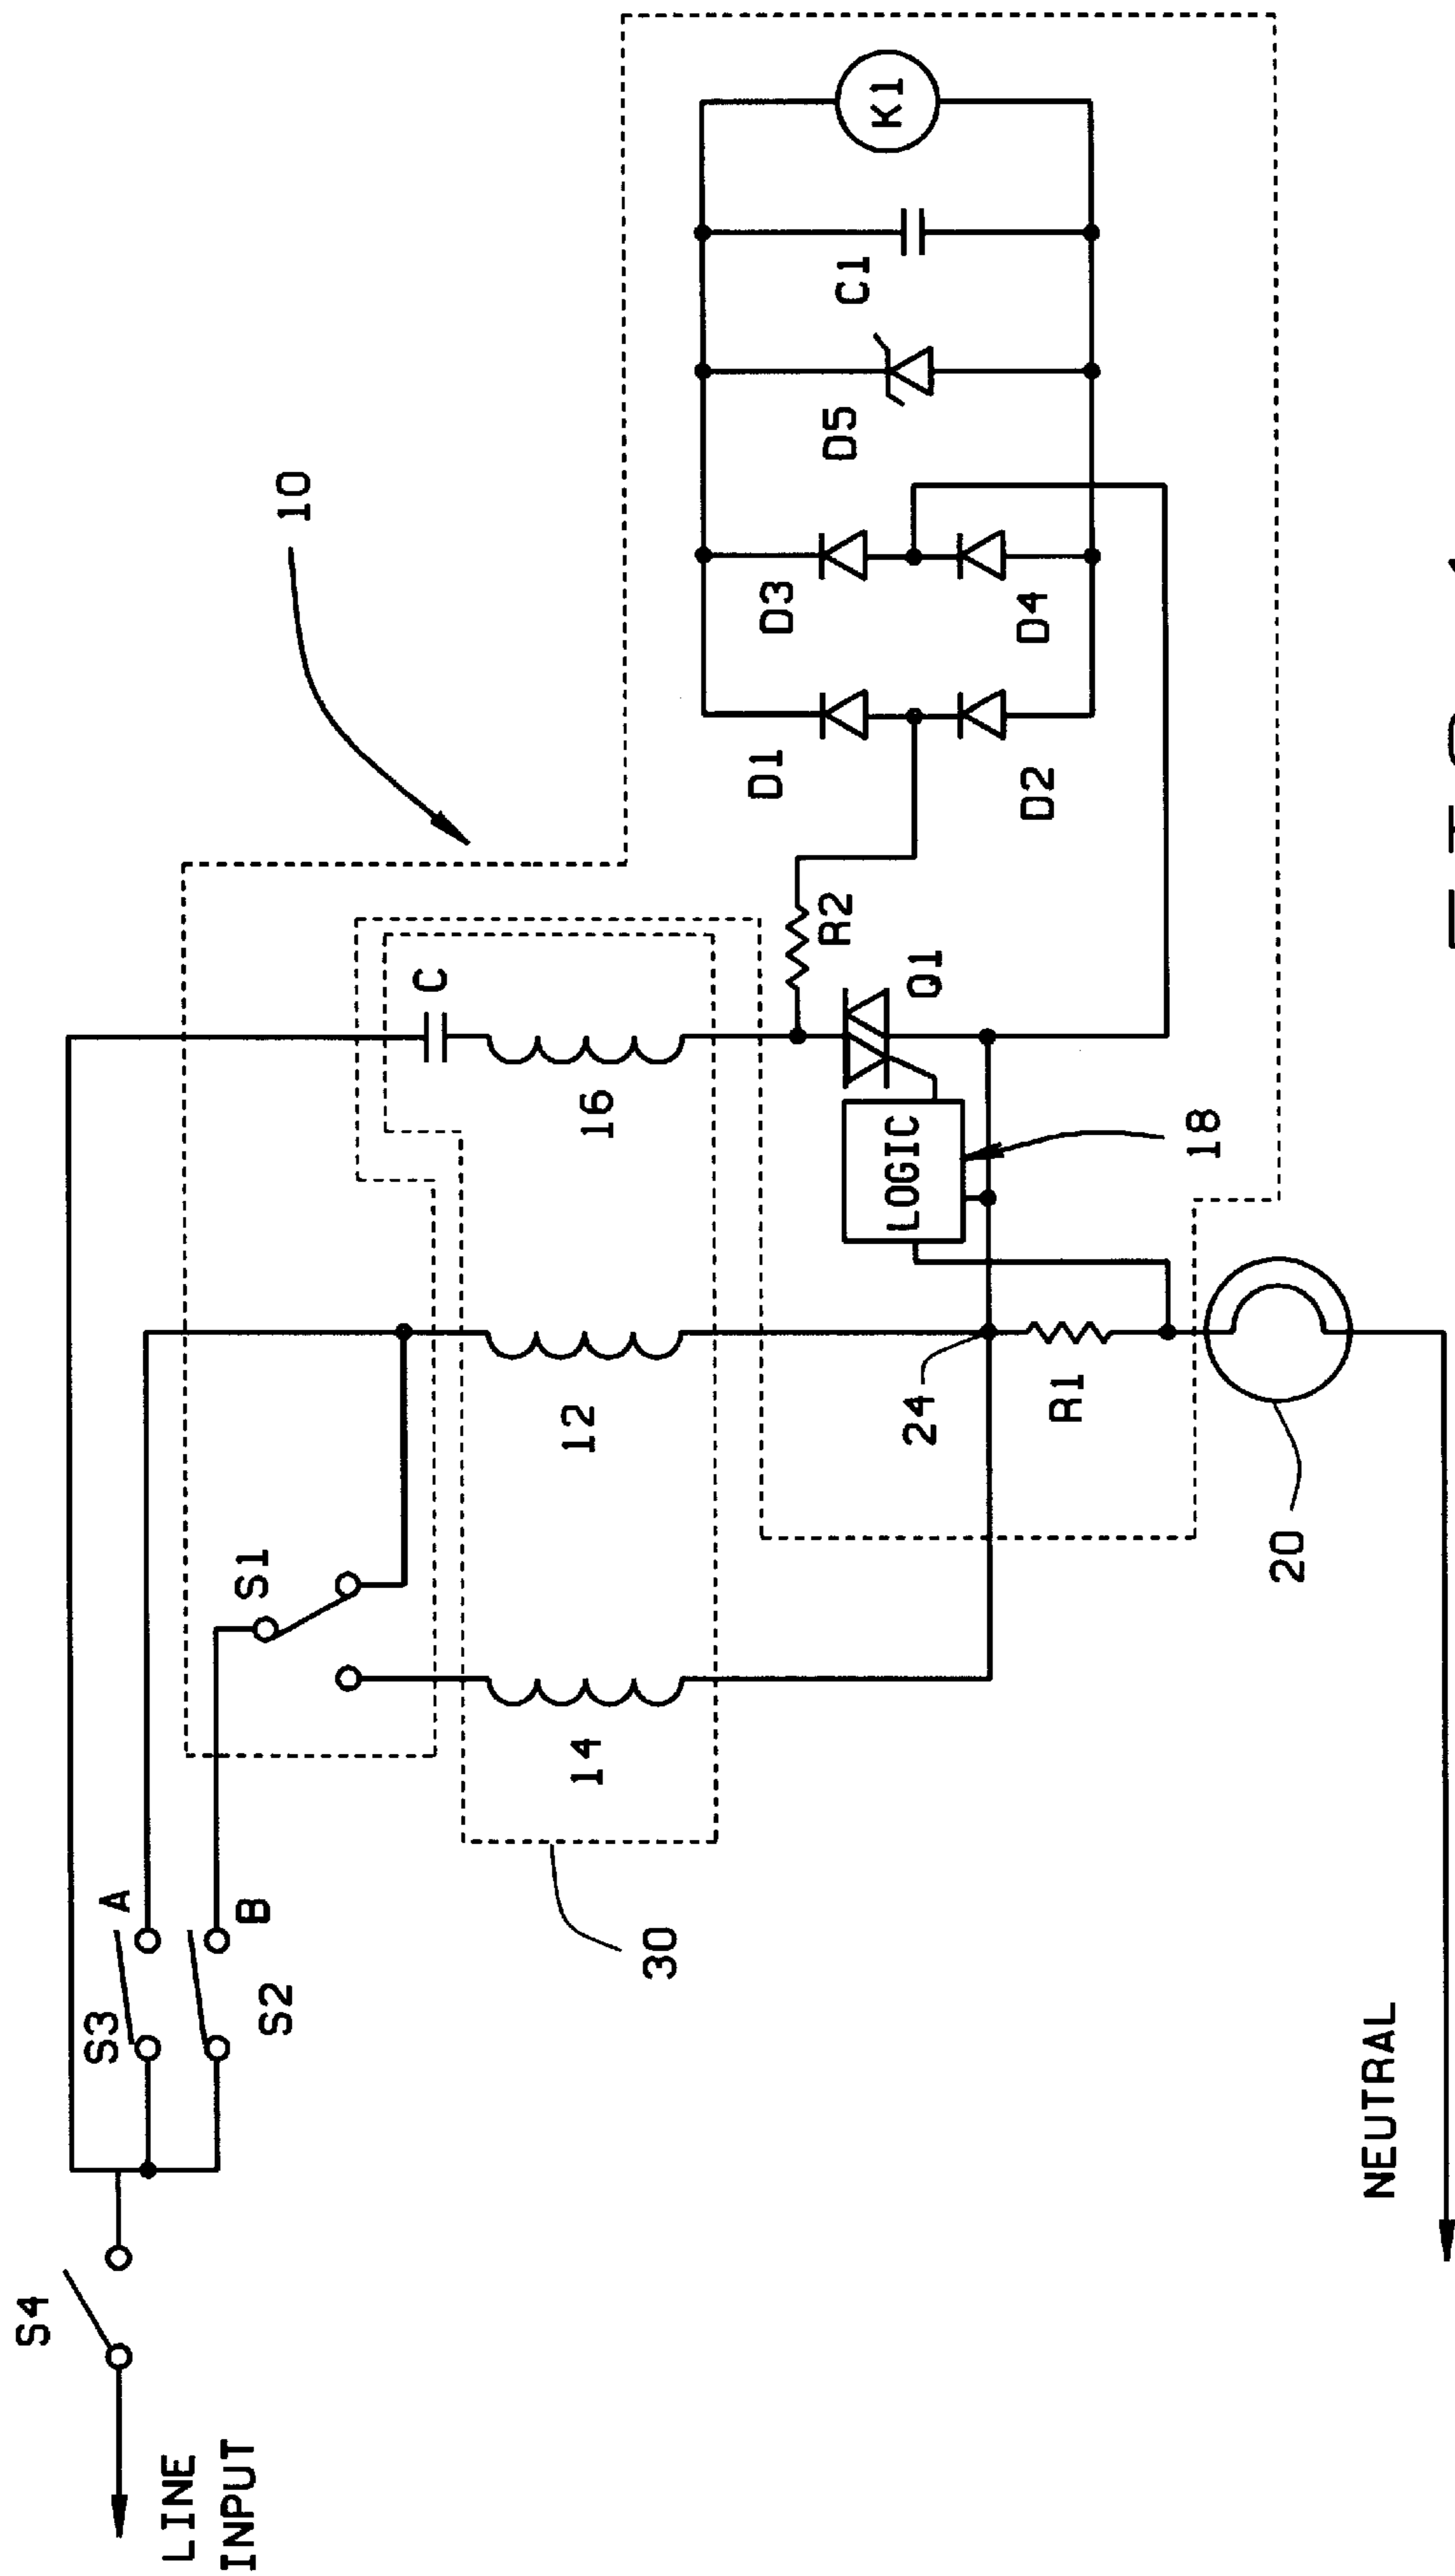 S4
LINE
INPUT
S3
A
B
S2
S1
10
C
16
12
14
30
R2
Q1
LOGIC
18
24
R1
20
NEUTRAL
D1
D2
D3
D4
D5
C1
K1